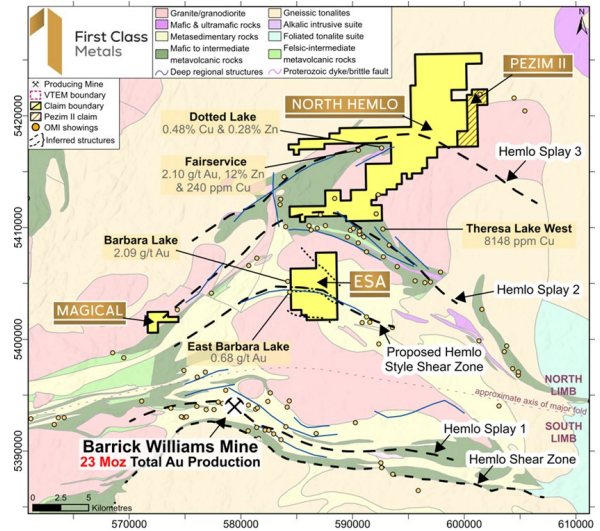 First Class
Metals
Granite/granodiorite
Mafic & ultramafic rocks
Metasedimentary rocks
Mafic to intermediate
metavolcanic rocks
Deep regional structures
Gneissic tonalites
Alkalic intrusive suite
Foliated tonalite suite
Felsic-intermediate
metavolcanic rocks
Proterozoic dyke/brittle fault
N
Producing Mine
VTEM boundary
Claim boundary
Pezim II claim
OMI showings
Inferred structures
PEZIM II
NORTH HEMLO
Dotted Lake
0.48% Cu & 0.28% Zn
Fairservice
2.10 g/t Au, 12% Zn
& 240 ppm Cu
Hemlo Splay 3
Theresa Lake West
8148 ppm Cu
Barbara Lake
2.09 g/t Au
ESA
Hemlo Splay 2
MAGICAL
East Barbara Lake
0.68 g/t Au
Proposed Hemlo
Style Shear Zone
NORTH
LIMB
approximate axis of major fold
SOUTH
LIMB
Barrick Williams Mine
23 Moz Total Au Production
Hemlo Splay 1
Hemlo Shear Zone
5420000
5410000
5400000
5390000
0 2.5 5
Kilometres
570000 580000 590000 600000 610000